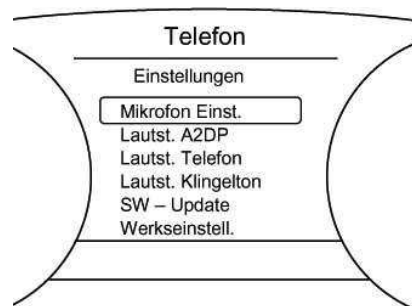 Telefon
Einstellungen
Mikrofon Einst.
Lautst. A2DP
Lautst. Telefon
Lautst. Klingelton
SW – Update
Werkseinstell.